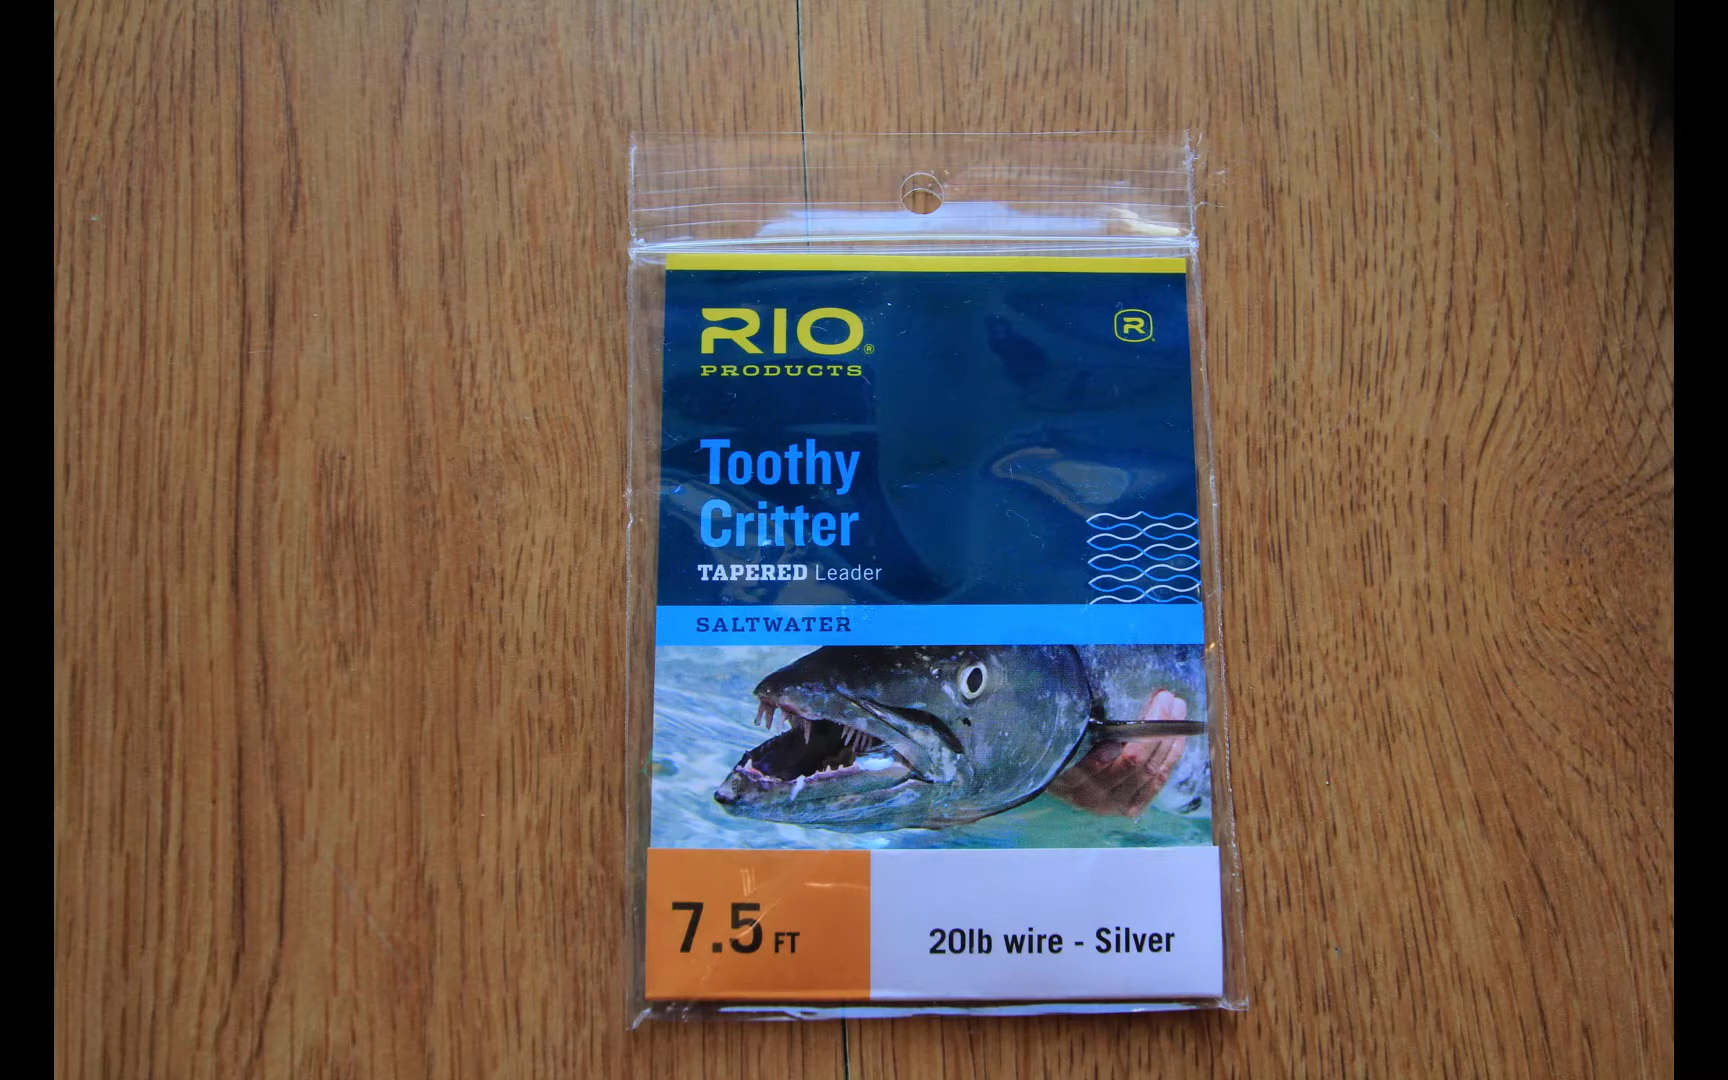 RIO®
PRODUCTS
R
Toothy
Critter
TAPERED Leader
SALTWATER
7.5 FT
20lb wire - Silver